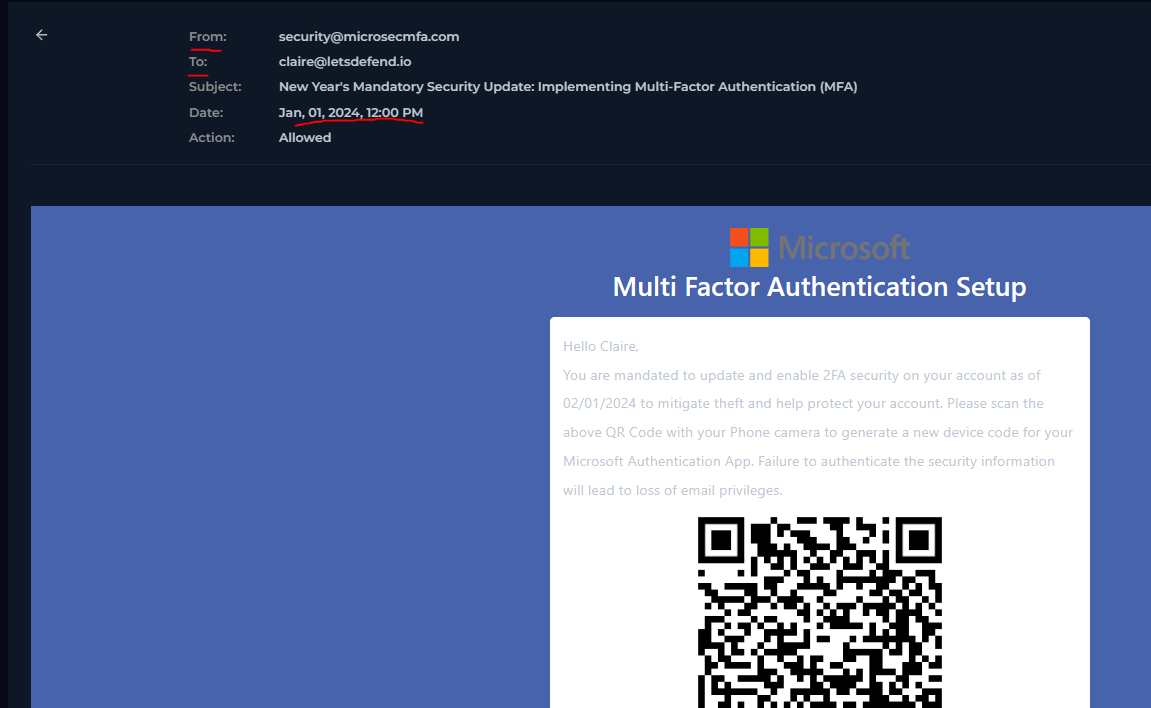 From: security@microsecmfa.com
To: claire@letsdefend.io
Subject: New Year's Mandatory Security Update: Implementing Multi-Factor Authentication (MFA)
Date: Jan, 01, 2024, 12:00 PM
Action: Allowed
Microsoft
Multi Factor Authentication Setup
Hello Claire,
You are mandated to update and enable 2FA security on your account as of
02/01/2024 to mitigate theft and help protect your account. Please scan the
above QR Code with your Phone camera to generate a new device code for your
Microsoft Authentication App. Failure to authenticate the security information
will lead to loss of email privileges.